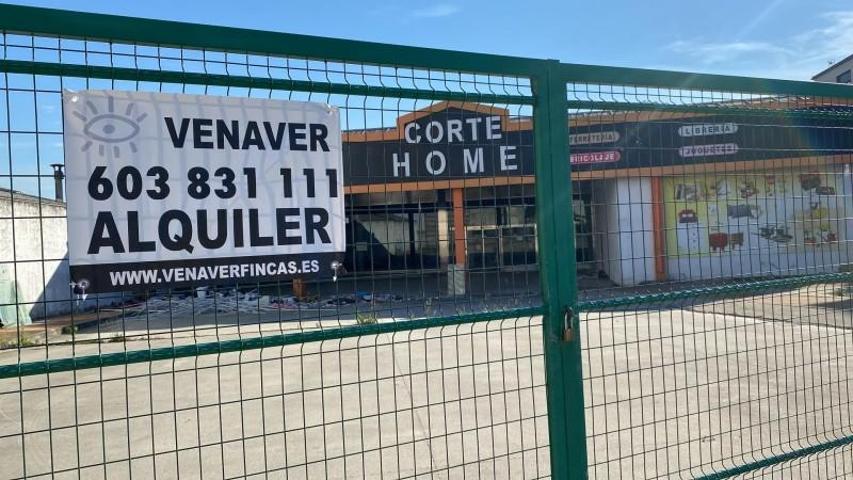 VENAVER
603 831 111
ALQUILER
WWW.VENAVERFINCAS.ES
CORTE
HOME
FERRETERIA
BRICOLAJE
LIBRERIA
JUGUETES